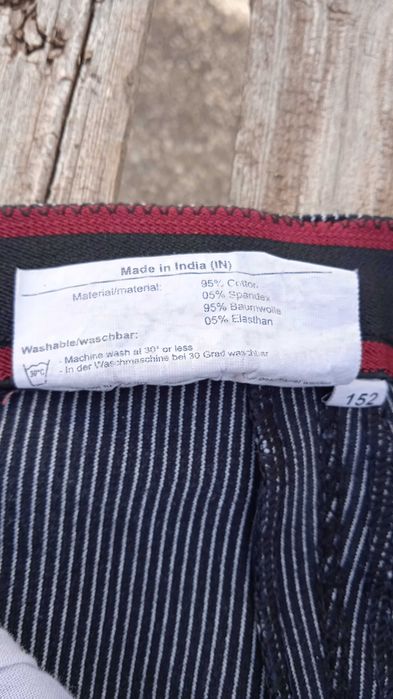 Made in India (IN)
Material/material: 95% Cotton
05% Spandex
95% Baumwolle
05% Elasthan
Washable/waschbar:
30°C
- Machine wash at 30° or less
- In der Waschmaschine bei 30 Grad waschbar
152